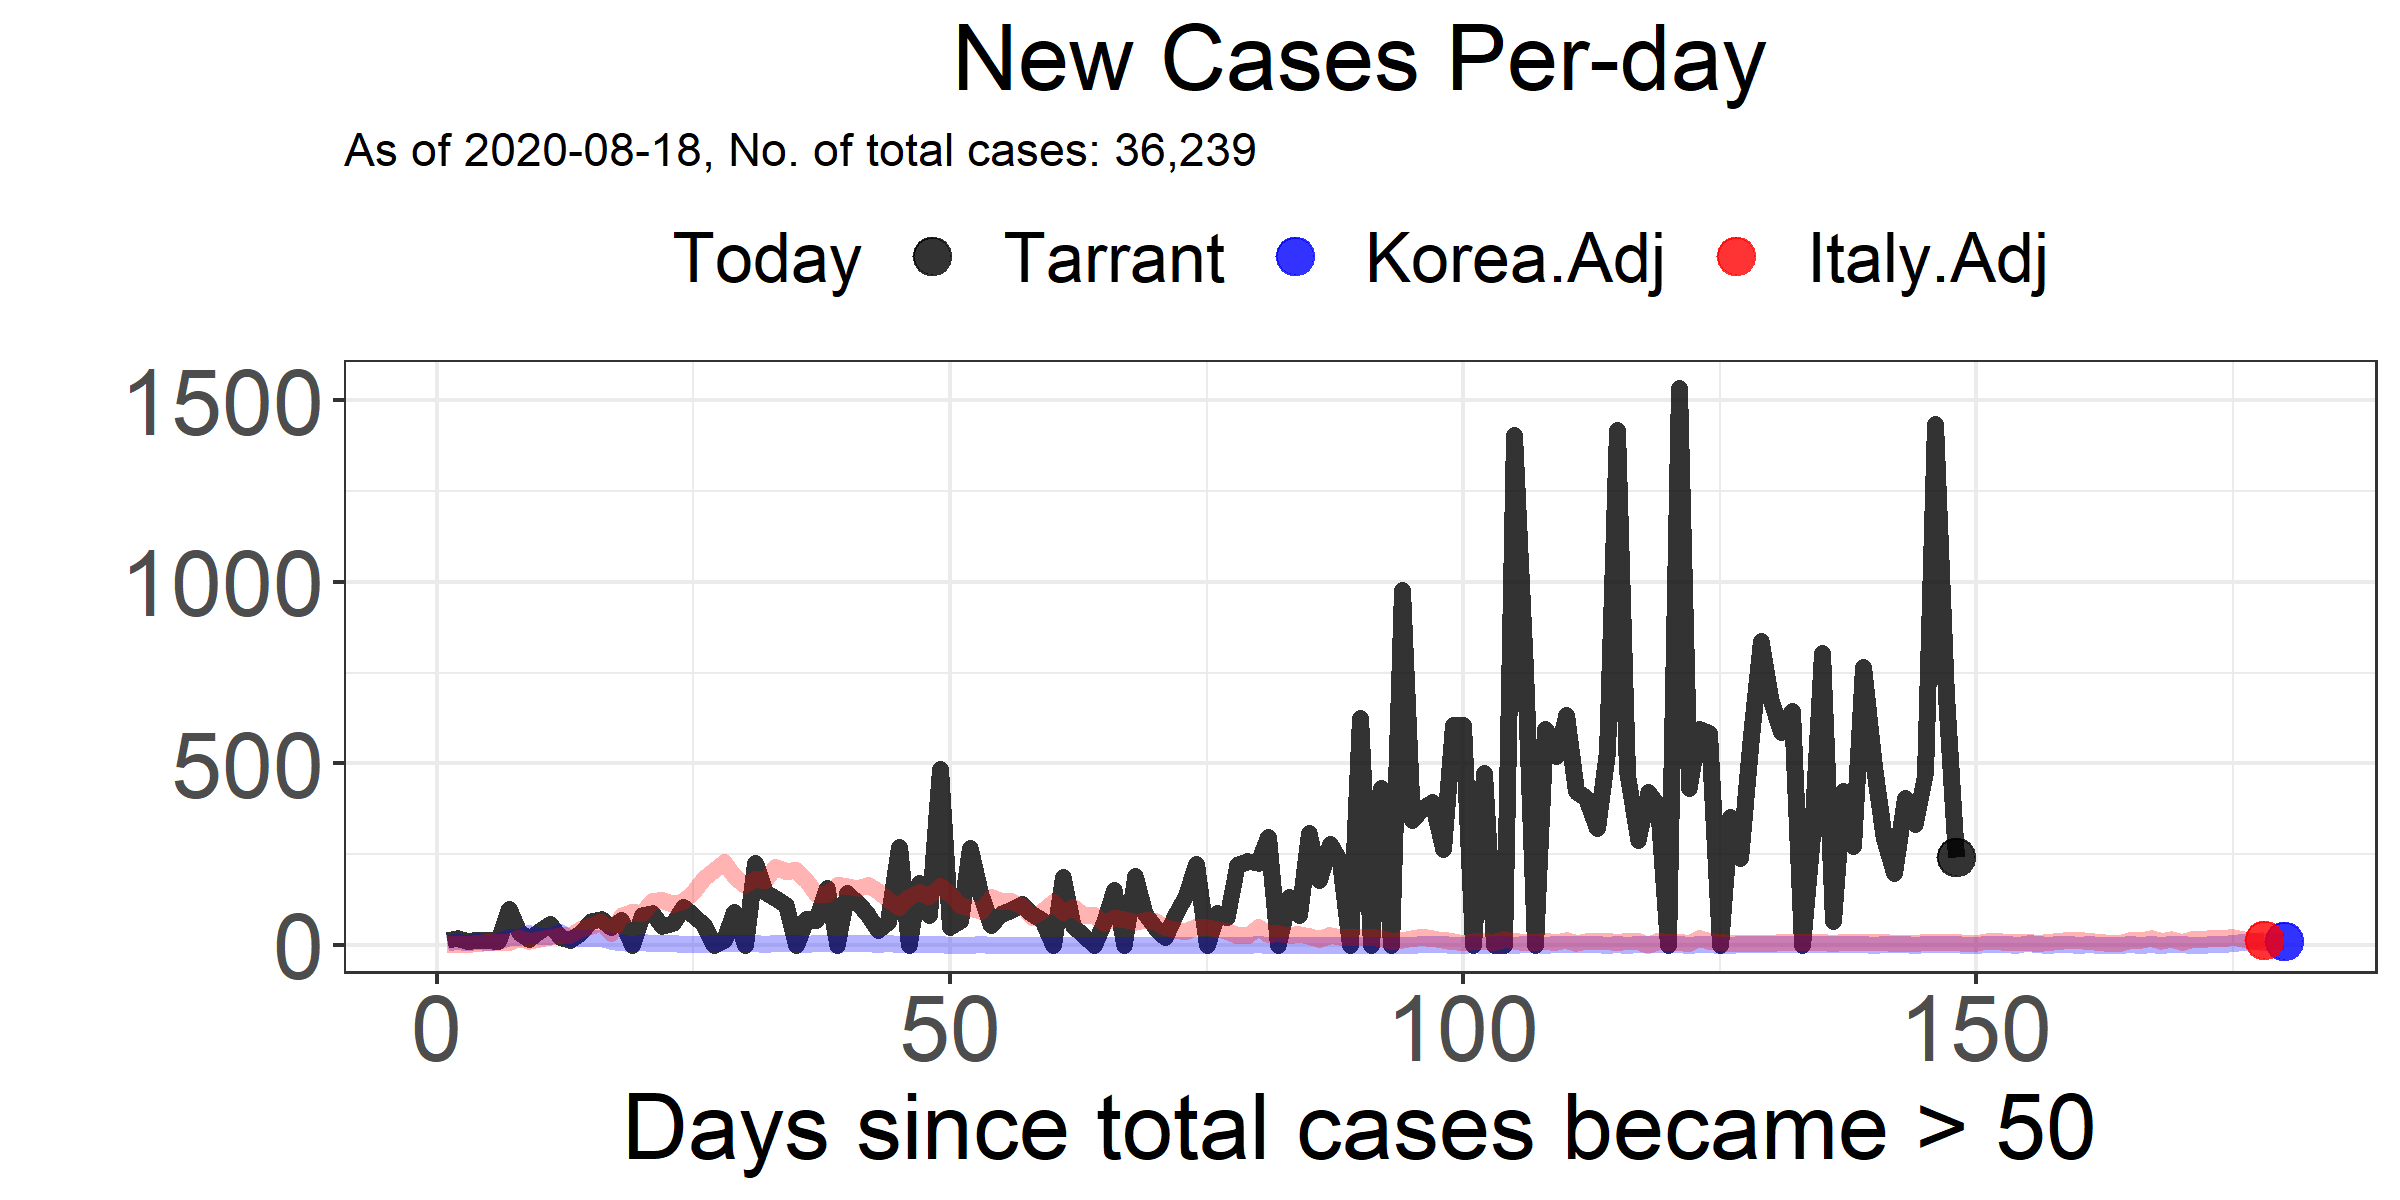 New Cases Per-day
As of 2020-08-18, No. of total cases: 36,239
Today Tarrant Korea.Adj Italy.Adj
1500
1000
500
0
0 50 100 150
Days since total cases became > 50